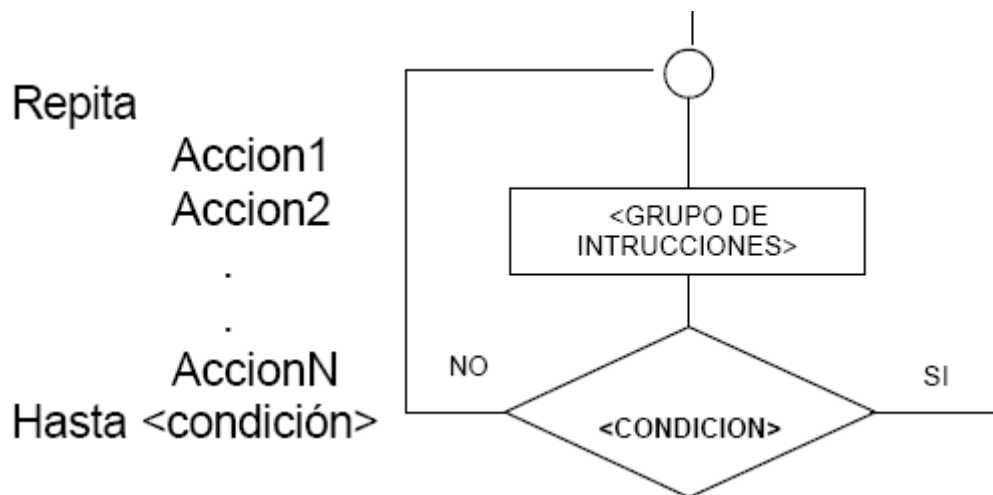 Repita
Accion1
Accion2
.
.
AccionN
Hasta <condición>
<GRUPO DE
INTRUCCIONES>
NO
SI
<CONDICION>